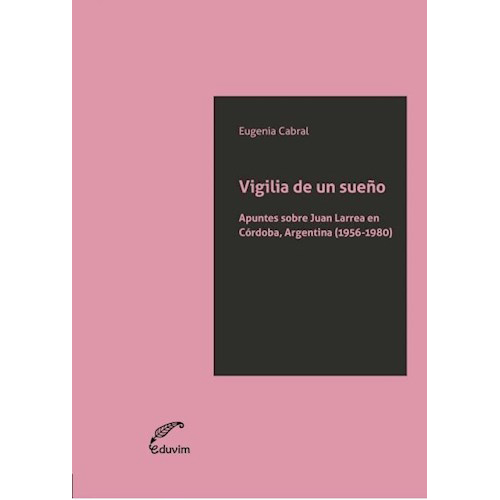 Eugenia Cabral
Vigilia de un sueño
Apuntes sobre Juan Larrea en
Córdoba, Argentina (1956-1980)
eduvim